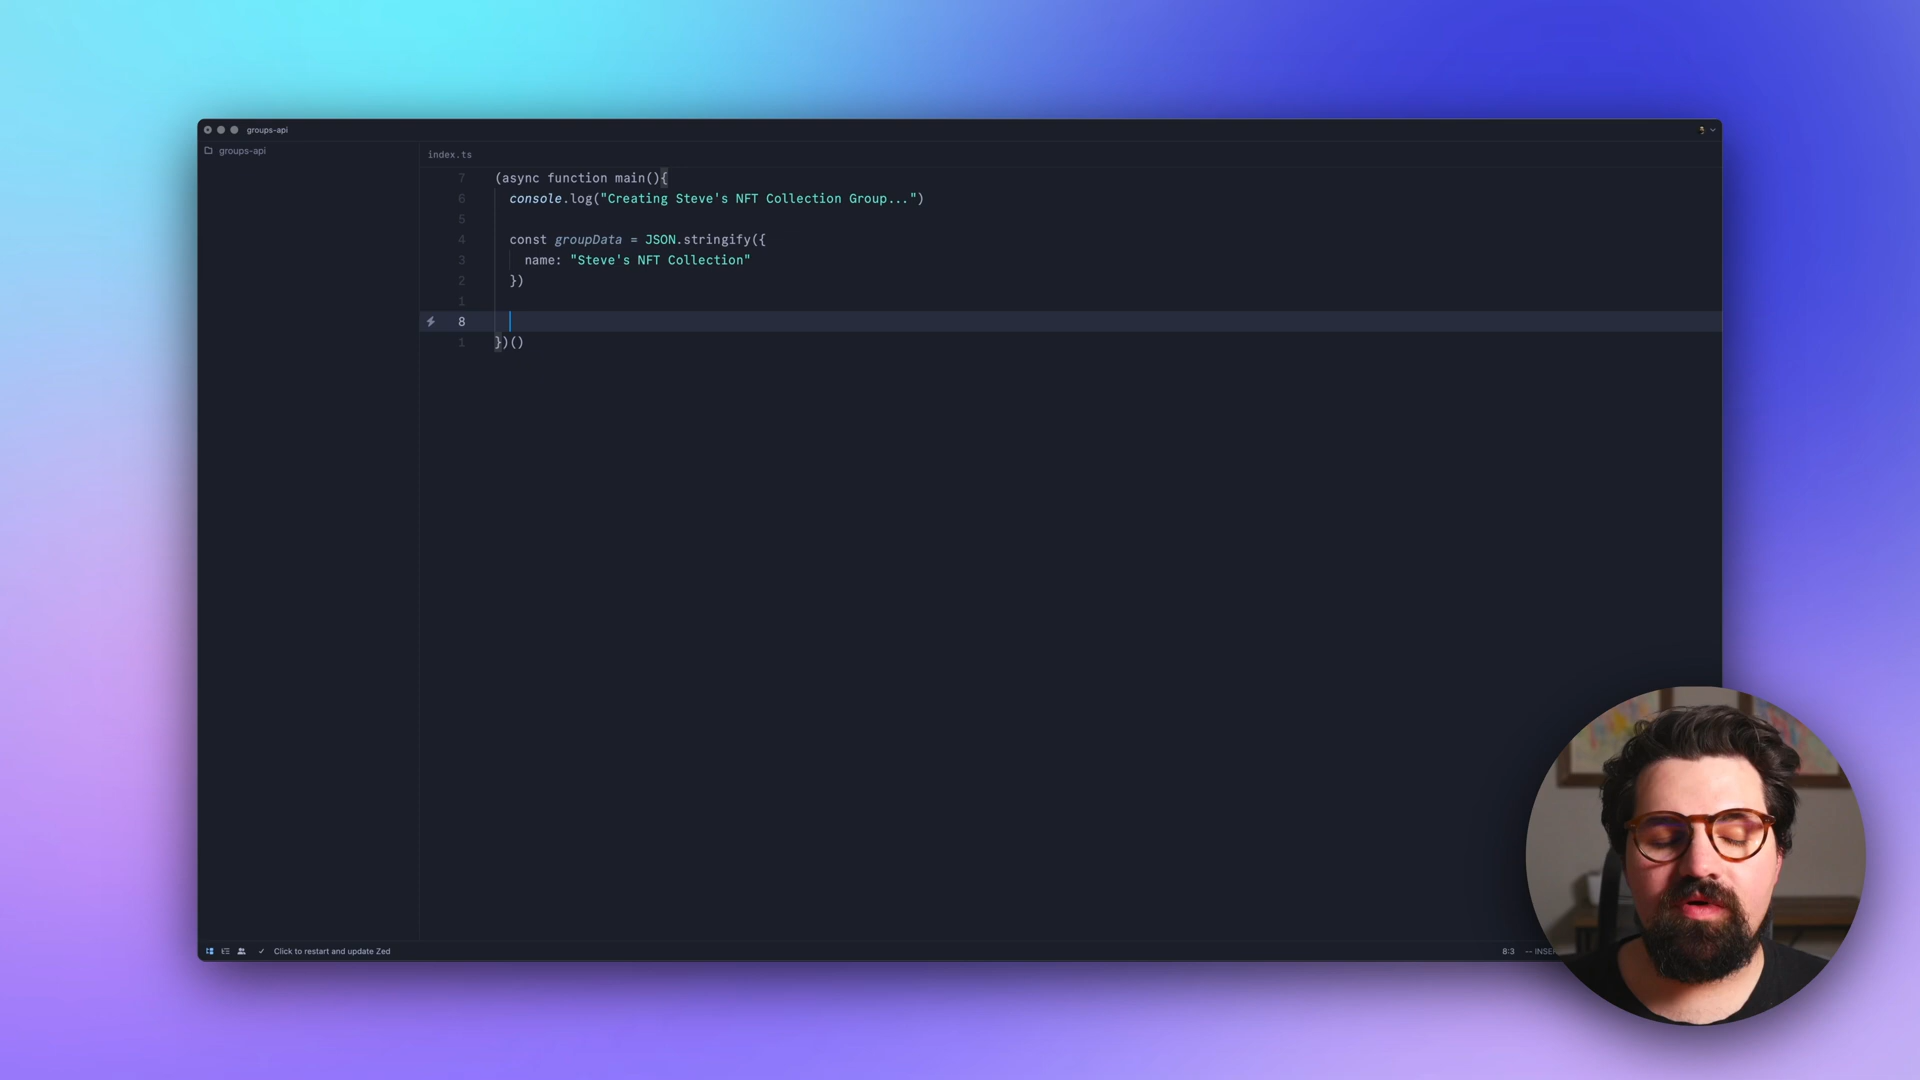 groups-api
groups-api
index.ts
7 (async function main(){
6 console.log("Creating Steve's NFT Collection Group...")
5
4 const groupData = JSON.stringify({
3 name: "Steve's NFT Collection"
2 })
1
8
1 })()
Click to restart and update Zed
8:3 -- INSE